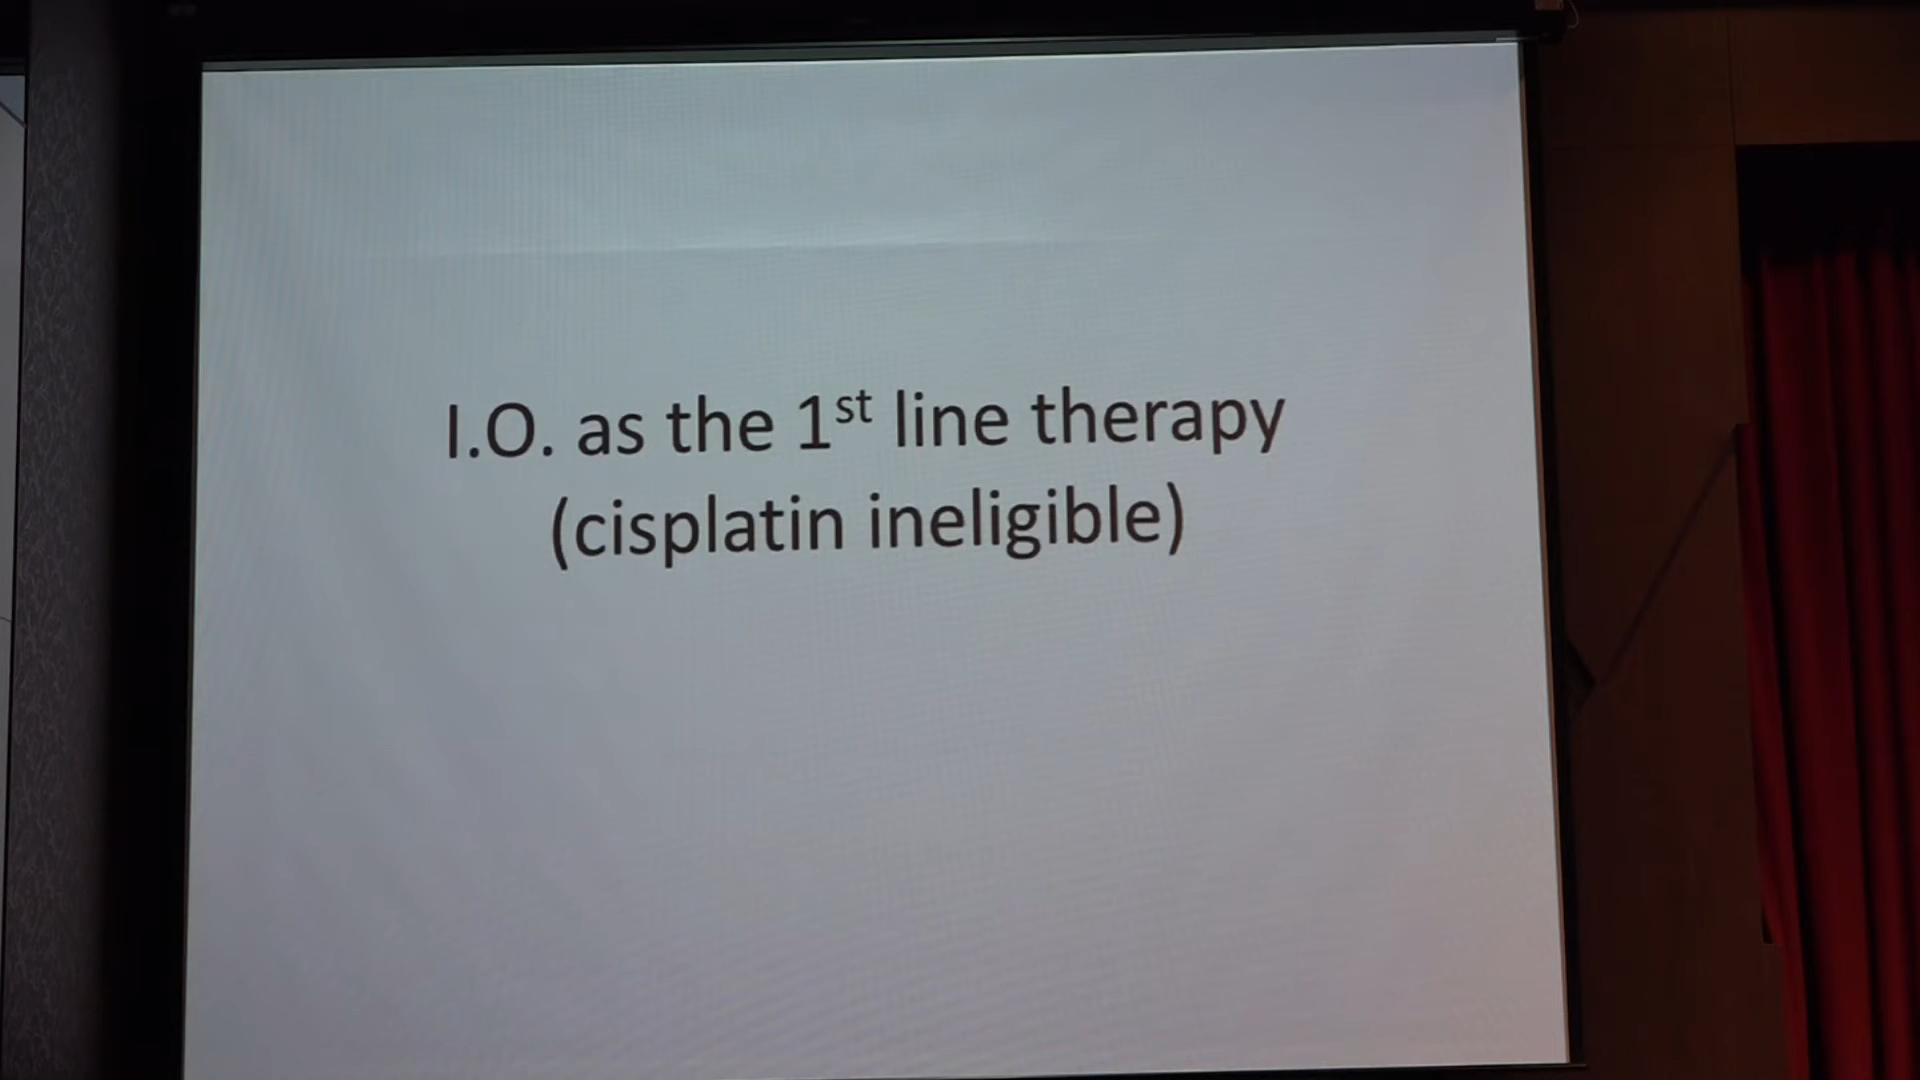 I.O. as the 1st line therapy
(cisplatin ineligible)